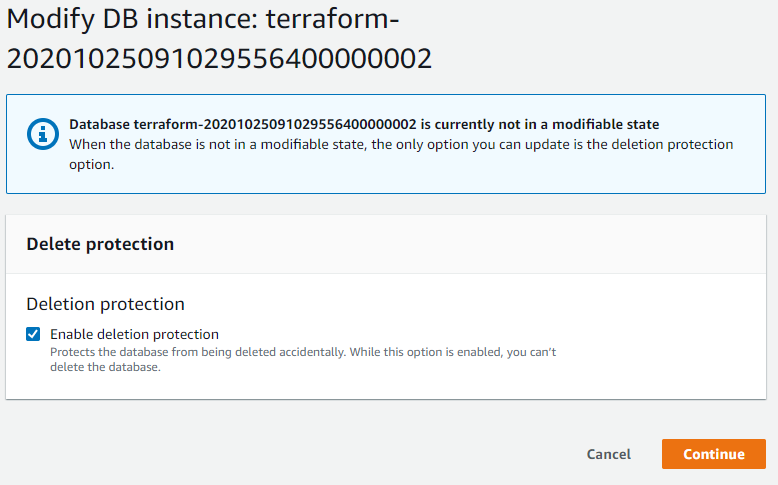 Modify DB instance: terraform-
20201025091029556400000002
Database terraform-20201025091029556400000002 is currently not in a modifiable state
When the database is not in a modifiable state, the only option you can update is the deletion protection
option.
Delete protection
Deletion protection
Enable deletion protection
Protects the database from being deleted accidentally. While this option is enabled, you can’t
delete the database.
Cancel Continue